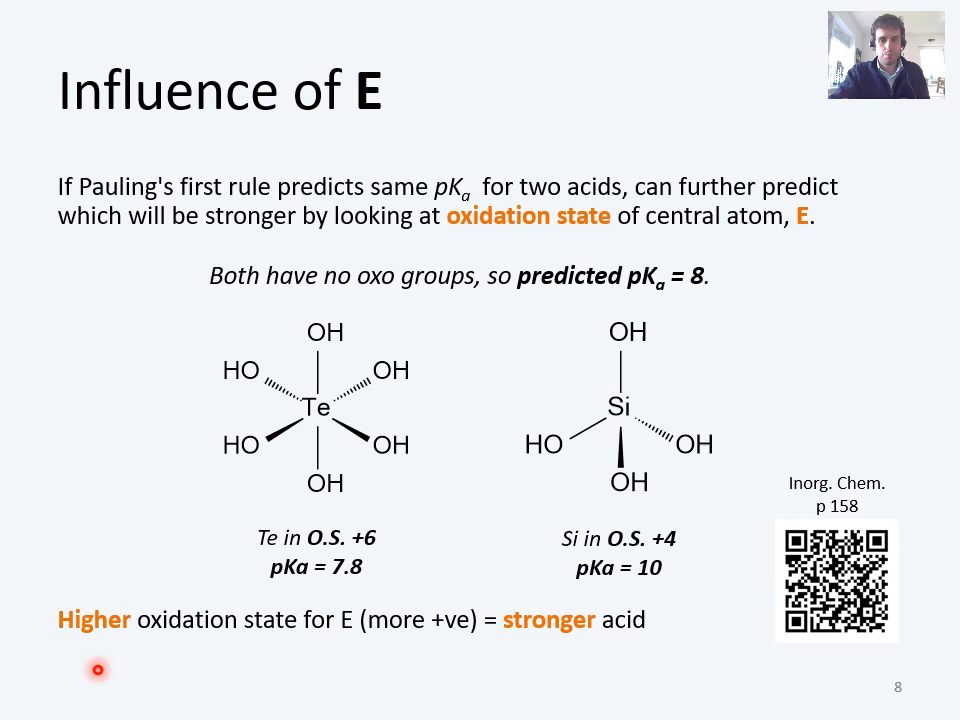 Influence of E
If Pauling's first rule predicts same pKa for two acids, can further predict
which will be stronger by looking at oxidation state of central atom, E.
Both have no oxo groups, so predicted pKa = 8.
OH
HO OH
Te
HO OH
OH
OH
Si
HO OH
OH
Te in O.S. +6
pKa = 7.8
Si in O.S. +4
pKa = 10
Inorg. Chem.
p 158
Higher oxidation state for E (more +ve) = stronger acid
8